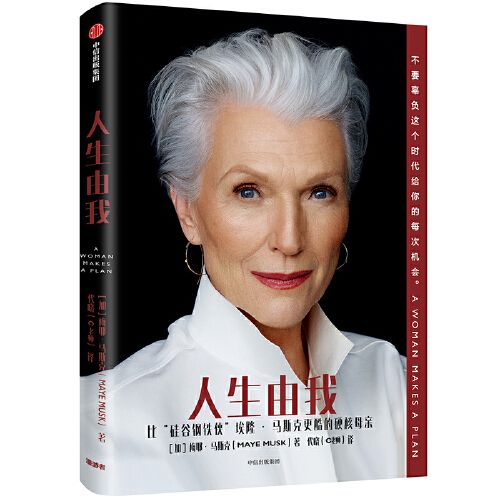 中信出版集团
人生由我
A
WOMAN
MAKES
A PLAN
[加] 梅耶·马斯克 (MAYE MUSK) 著
代晓 (C老师) 译
不要辜负这个时代给你的每次机会。 A WOMAN MAKES A PLAN
人生由我
比“硅谷钢铁侠”埃隆·马斯克更酷的硬核母亲
[加] 梅耶·马斯克 (MAYE MUSK) 著 代晓 (C老师) 译
中信出版集团